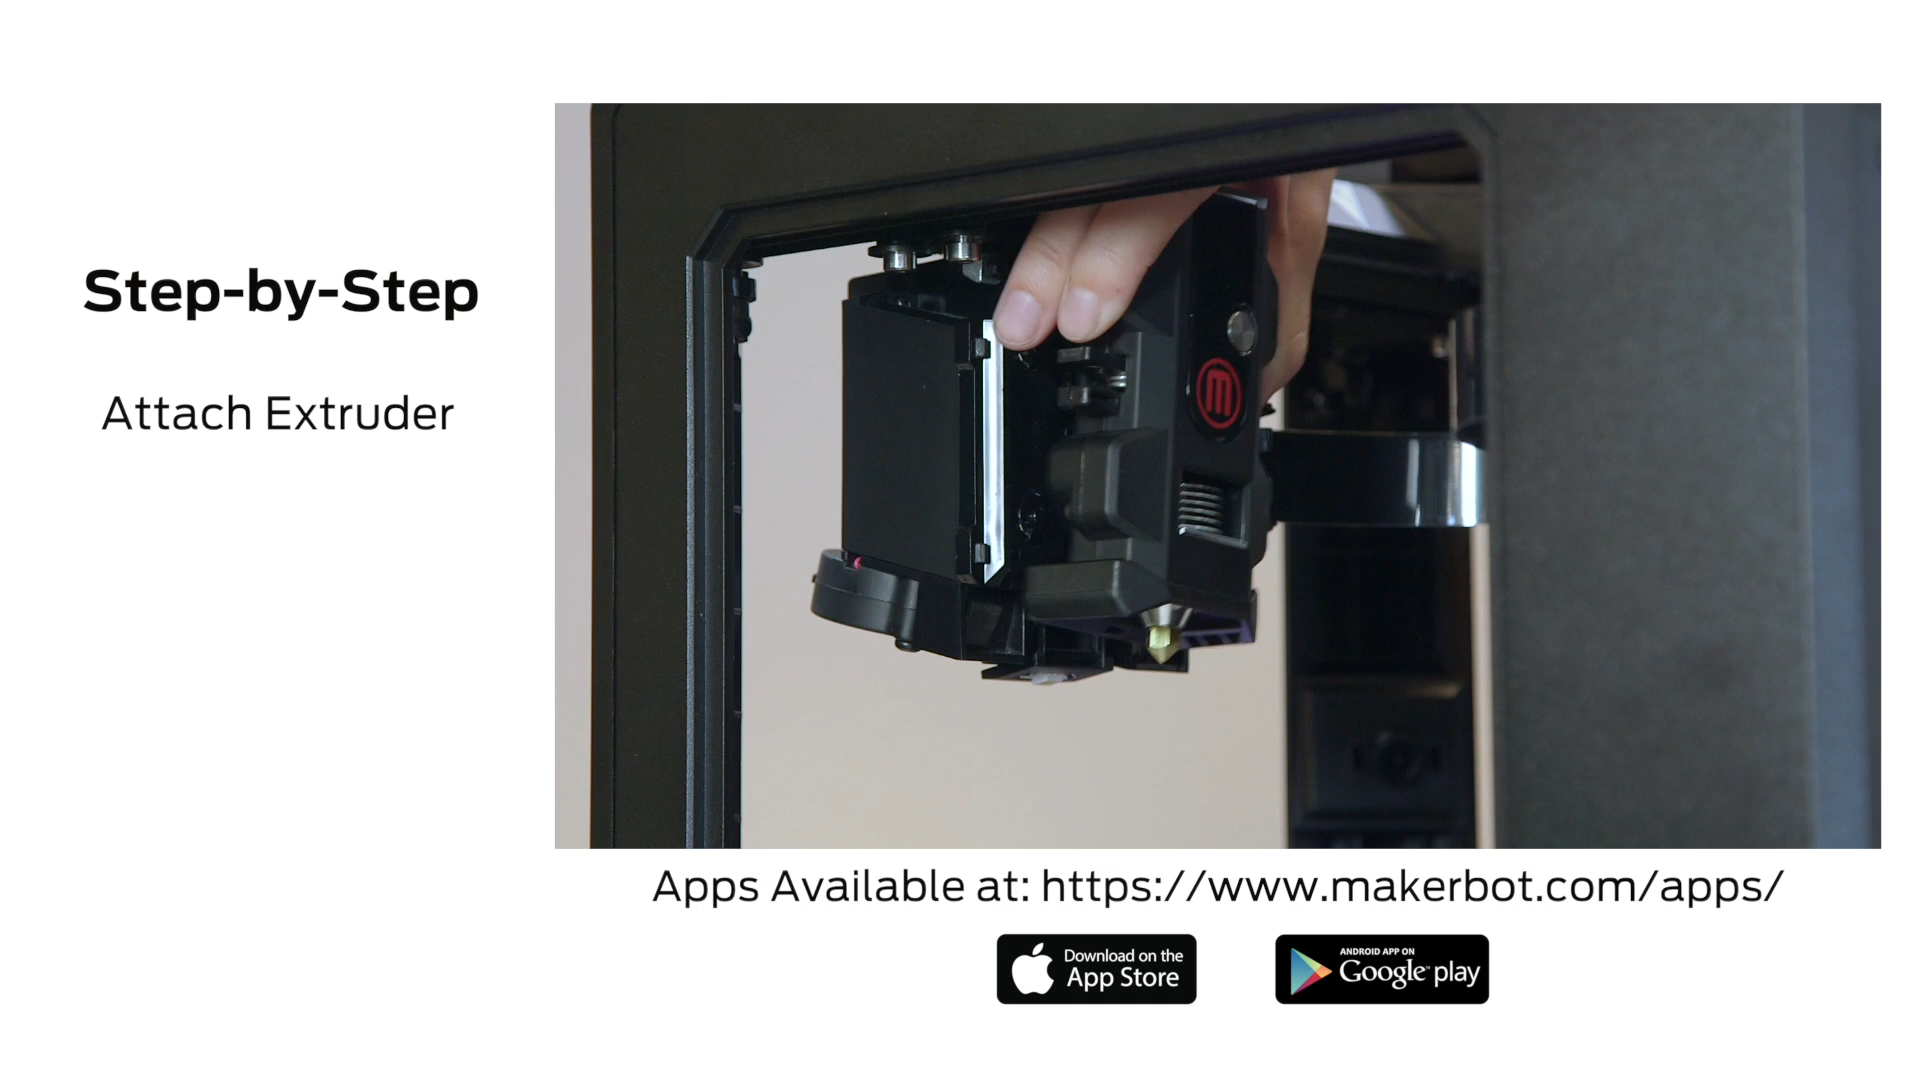 Step-by-Step
Attach Extruder
Apps Available at: https://www.makerbot.com/apps/
Download on the
App Store
ANDROID APP ON
Google play